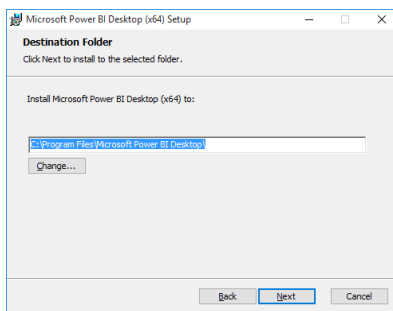 Microsoft Power BI Desktop (x64) Setup
Destination Folder
Click Next to install to the selected folder.
Install Microsoft Power BI Desktop (x64) to:
C:\Program Files\Microsoft Power BI Desktop\
Change...
Back Next Cancel